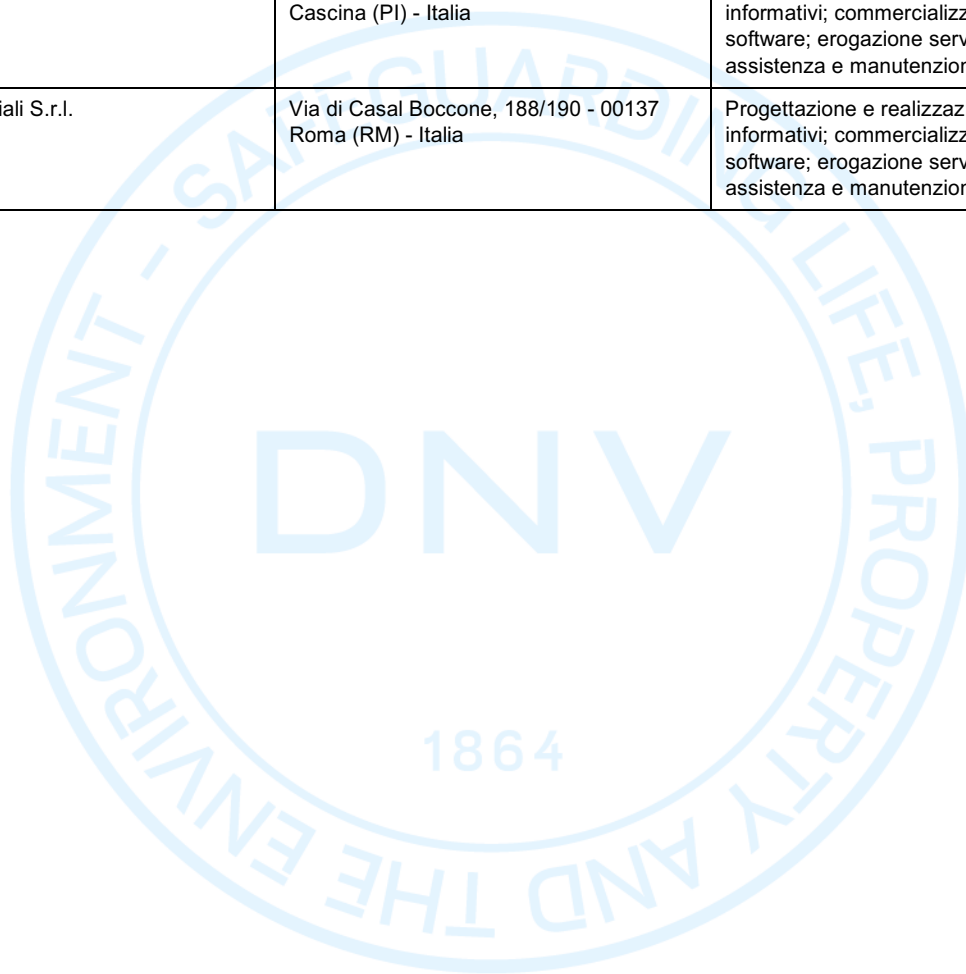 Cascina (PI) - Italia
informativi; commercializz
software; erogazione serv
assistenza e manutenzion
iali S.r.l.
Via di Casal Boccone, 188/190 - 00137
Roma (RM) - Italia
Progettazione e realizzaz
informativi; commercializz
software; erogazione serv
assistenza e manutenzion
SAFEGUARDING LIFE, PROPERTY AND THE ENVIRONMENT -
DNV
1864